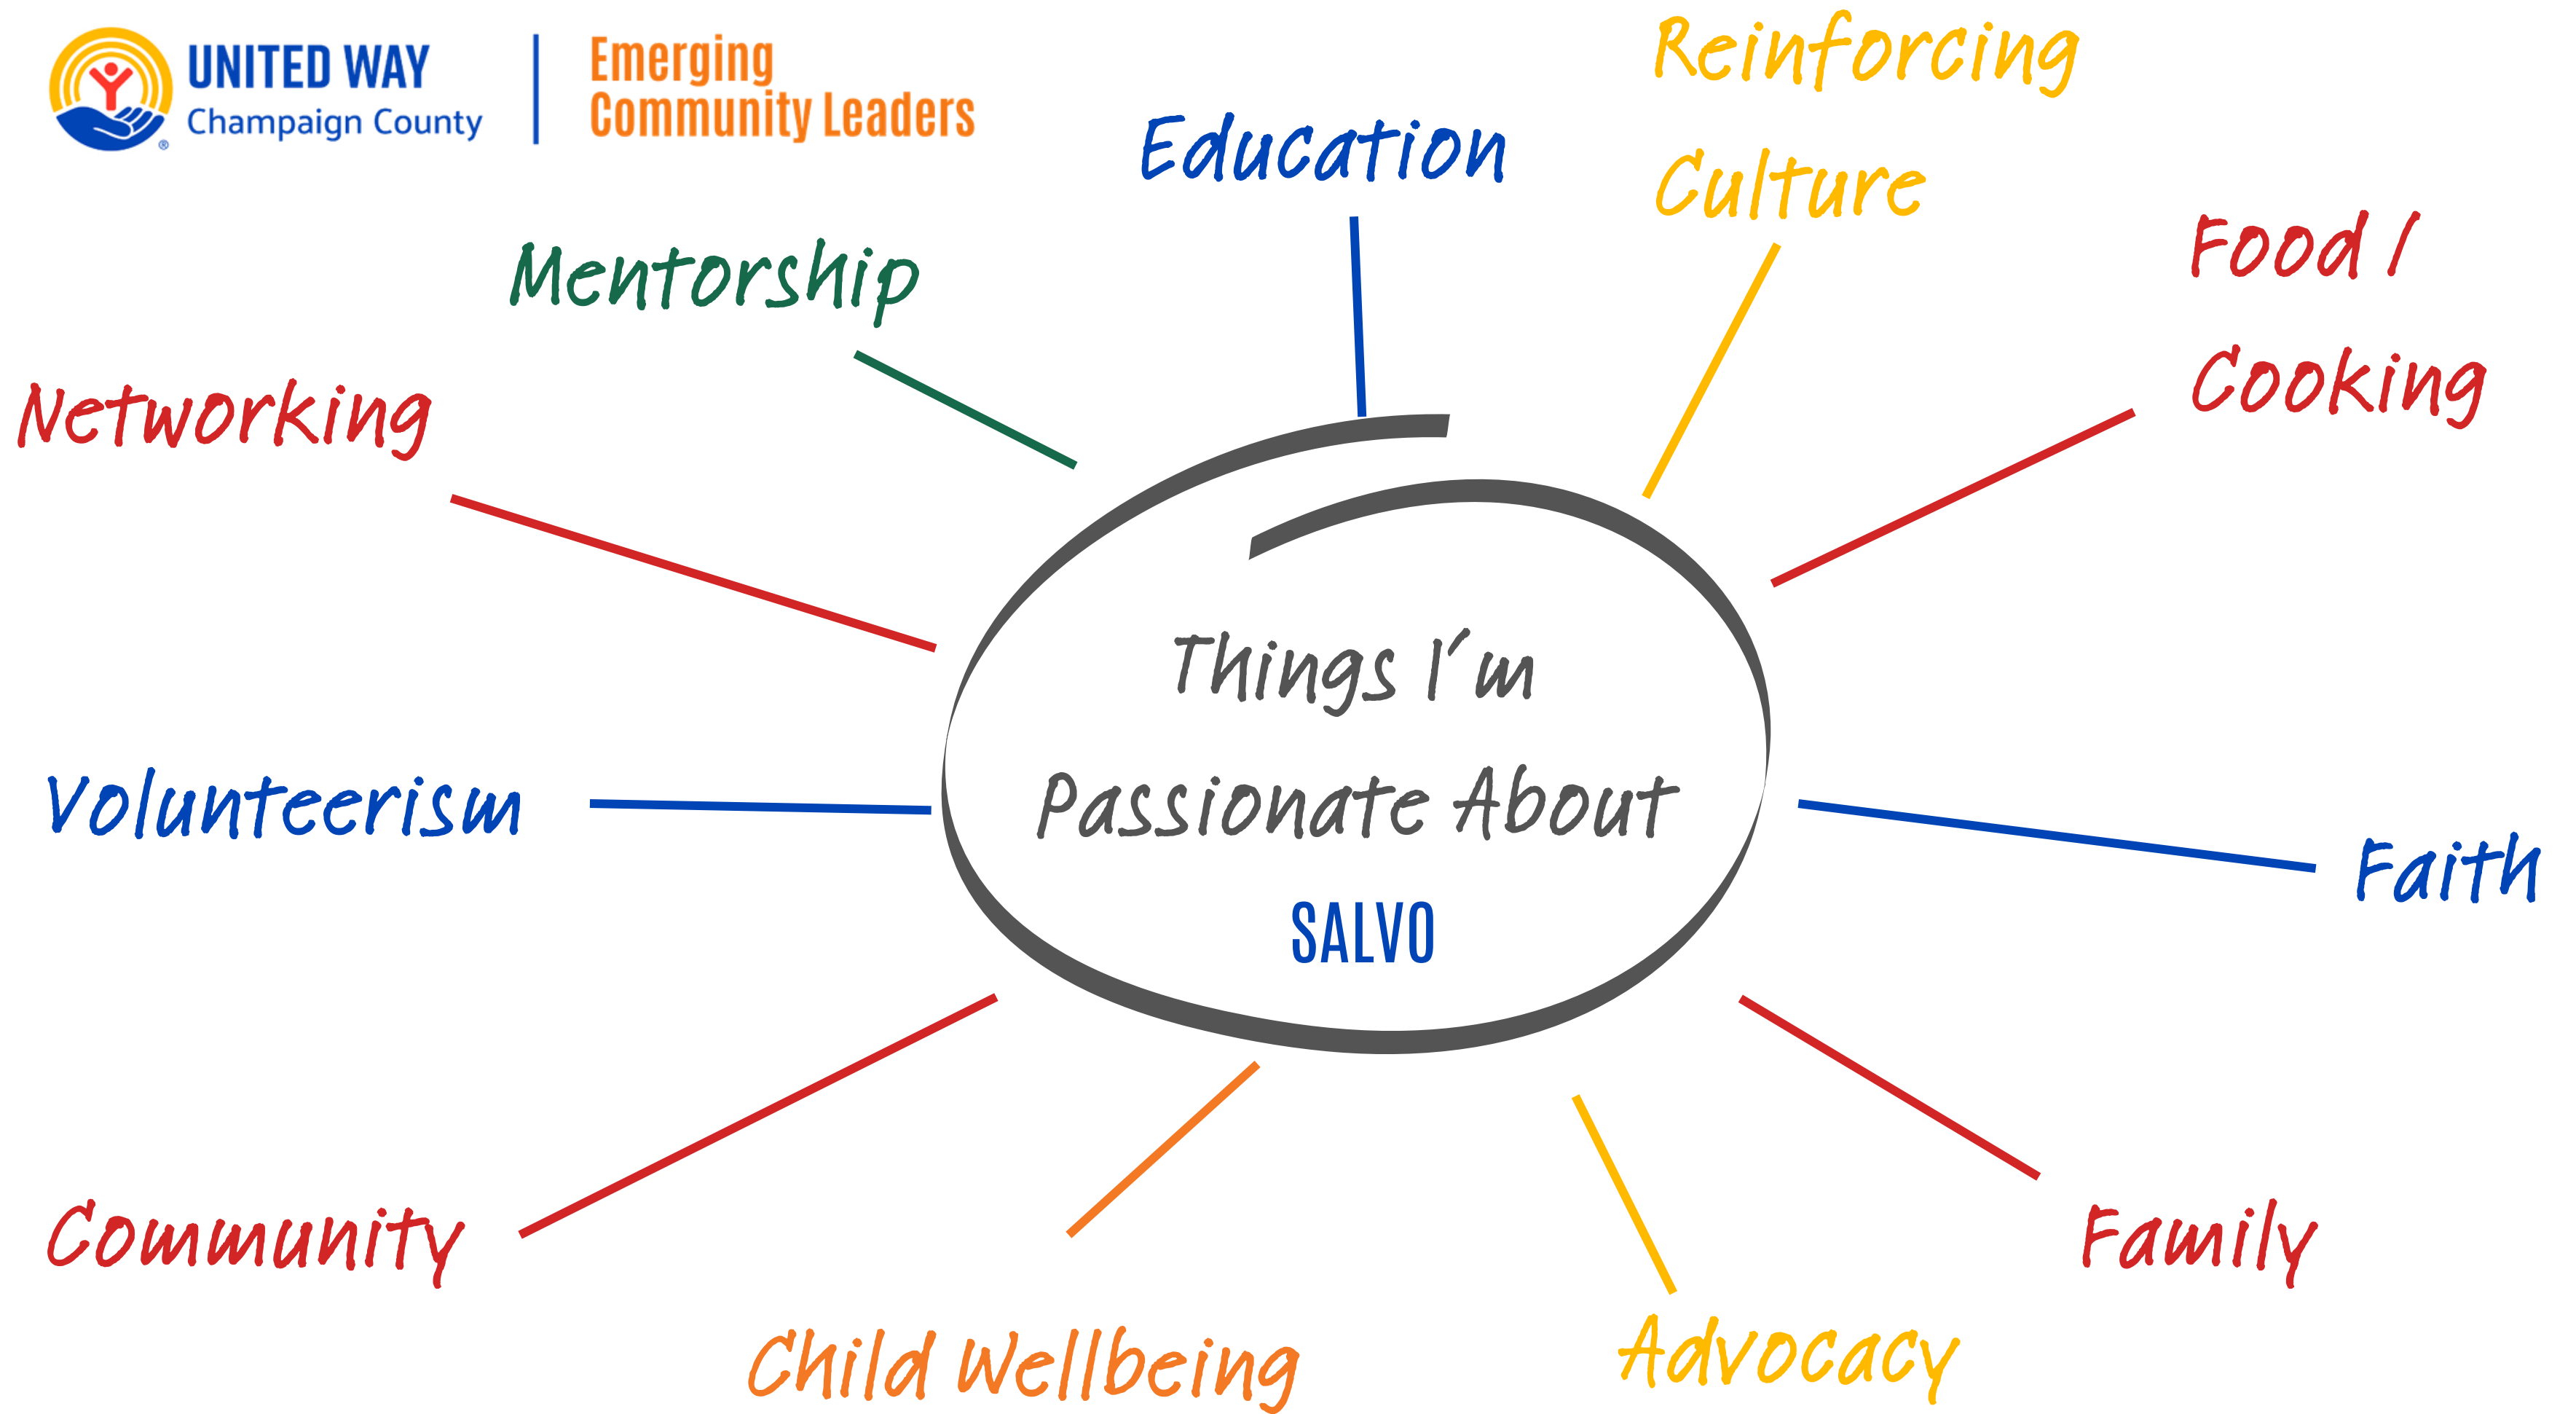 UNITED WAY
Champaign County
®
Emerging
Community Leaders
Education
Reinforcing
Culture
Mentorship
Food /
Cooking
Networking
Things I'm
Passionate About
SALVO
Volunteerism
Faith
Community
Family
Child Wellbeing
Advocacy